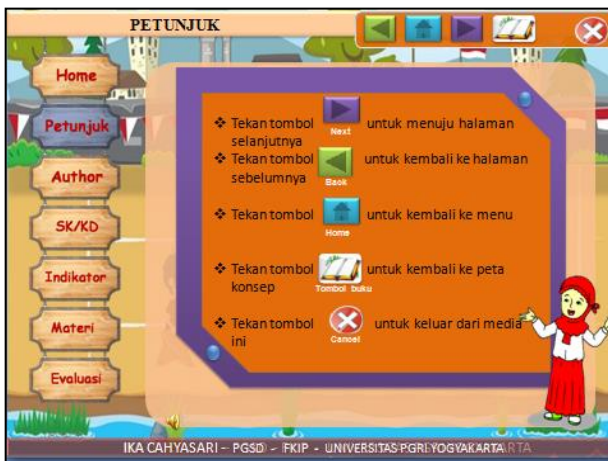 PETUNJUK
Home
Petunjuk
Author
SK/KD
Indikator
Materi
Evaluasi
❖ Tekan tombol Next untuk menuju halaman
selanjutnya
❖ Tekan tombol Back untuk kembali ke halaman
sebelumnya
❖ Tekan tombol Home untuk kembali ke menu
❖ Tekan tombol Tombol buku untuk kembali ke peta
konsep
❖ Tekan tombol Cancel untuk keluar dari media
ini
IKA CAHYASARI - PGSD - FKIP - UNIVERSITAS PGRI YOGYAKARTA